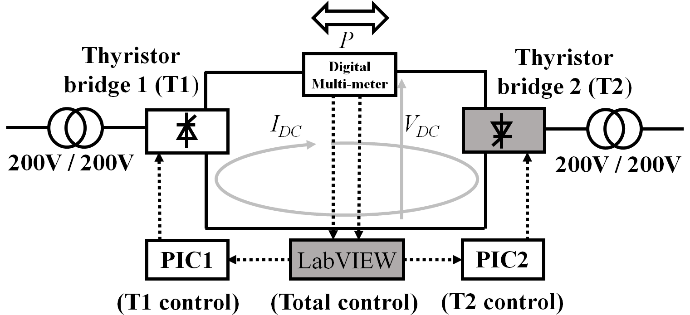 P
Thyristor
bridge 1 (T1)
Digital
Multi-meter
Thyristor
bridge 2 (T2)
I_DC
V_DC
200V / 200V
200V / 200V
PIC1
LabVIEW
PIC2
(T1 control)
(Total control)
(T2 control)